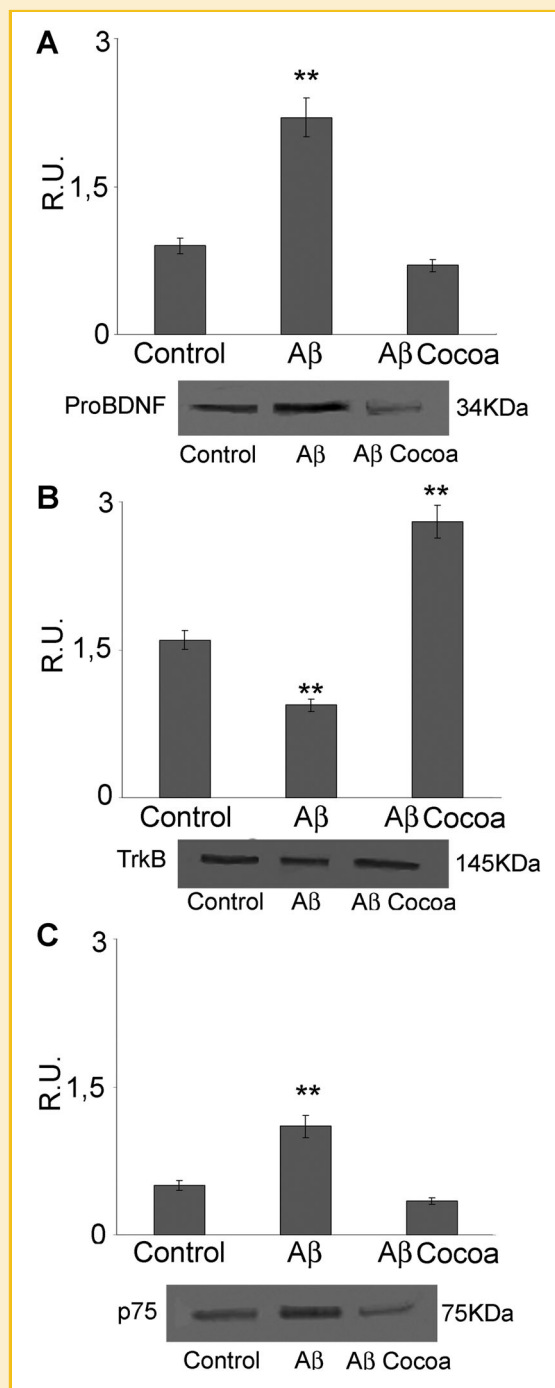 A
3
**
R.U.
1,5
0
Control Aβ Aβ Cocoa
ProBDNF 34KDa
Control Aβ Aβ Cocoa
B
3
**
R.U.
1,5
**
0
Control Aβ Aβ Cocoa
TrkB 145KDa
Control Aβ Aβ Cocoa
C
3
**
R.U.
1,5
0
Control Aβ Aβ Cocoa
p75 75KDa
Control Aβ Aβ Cocoa